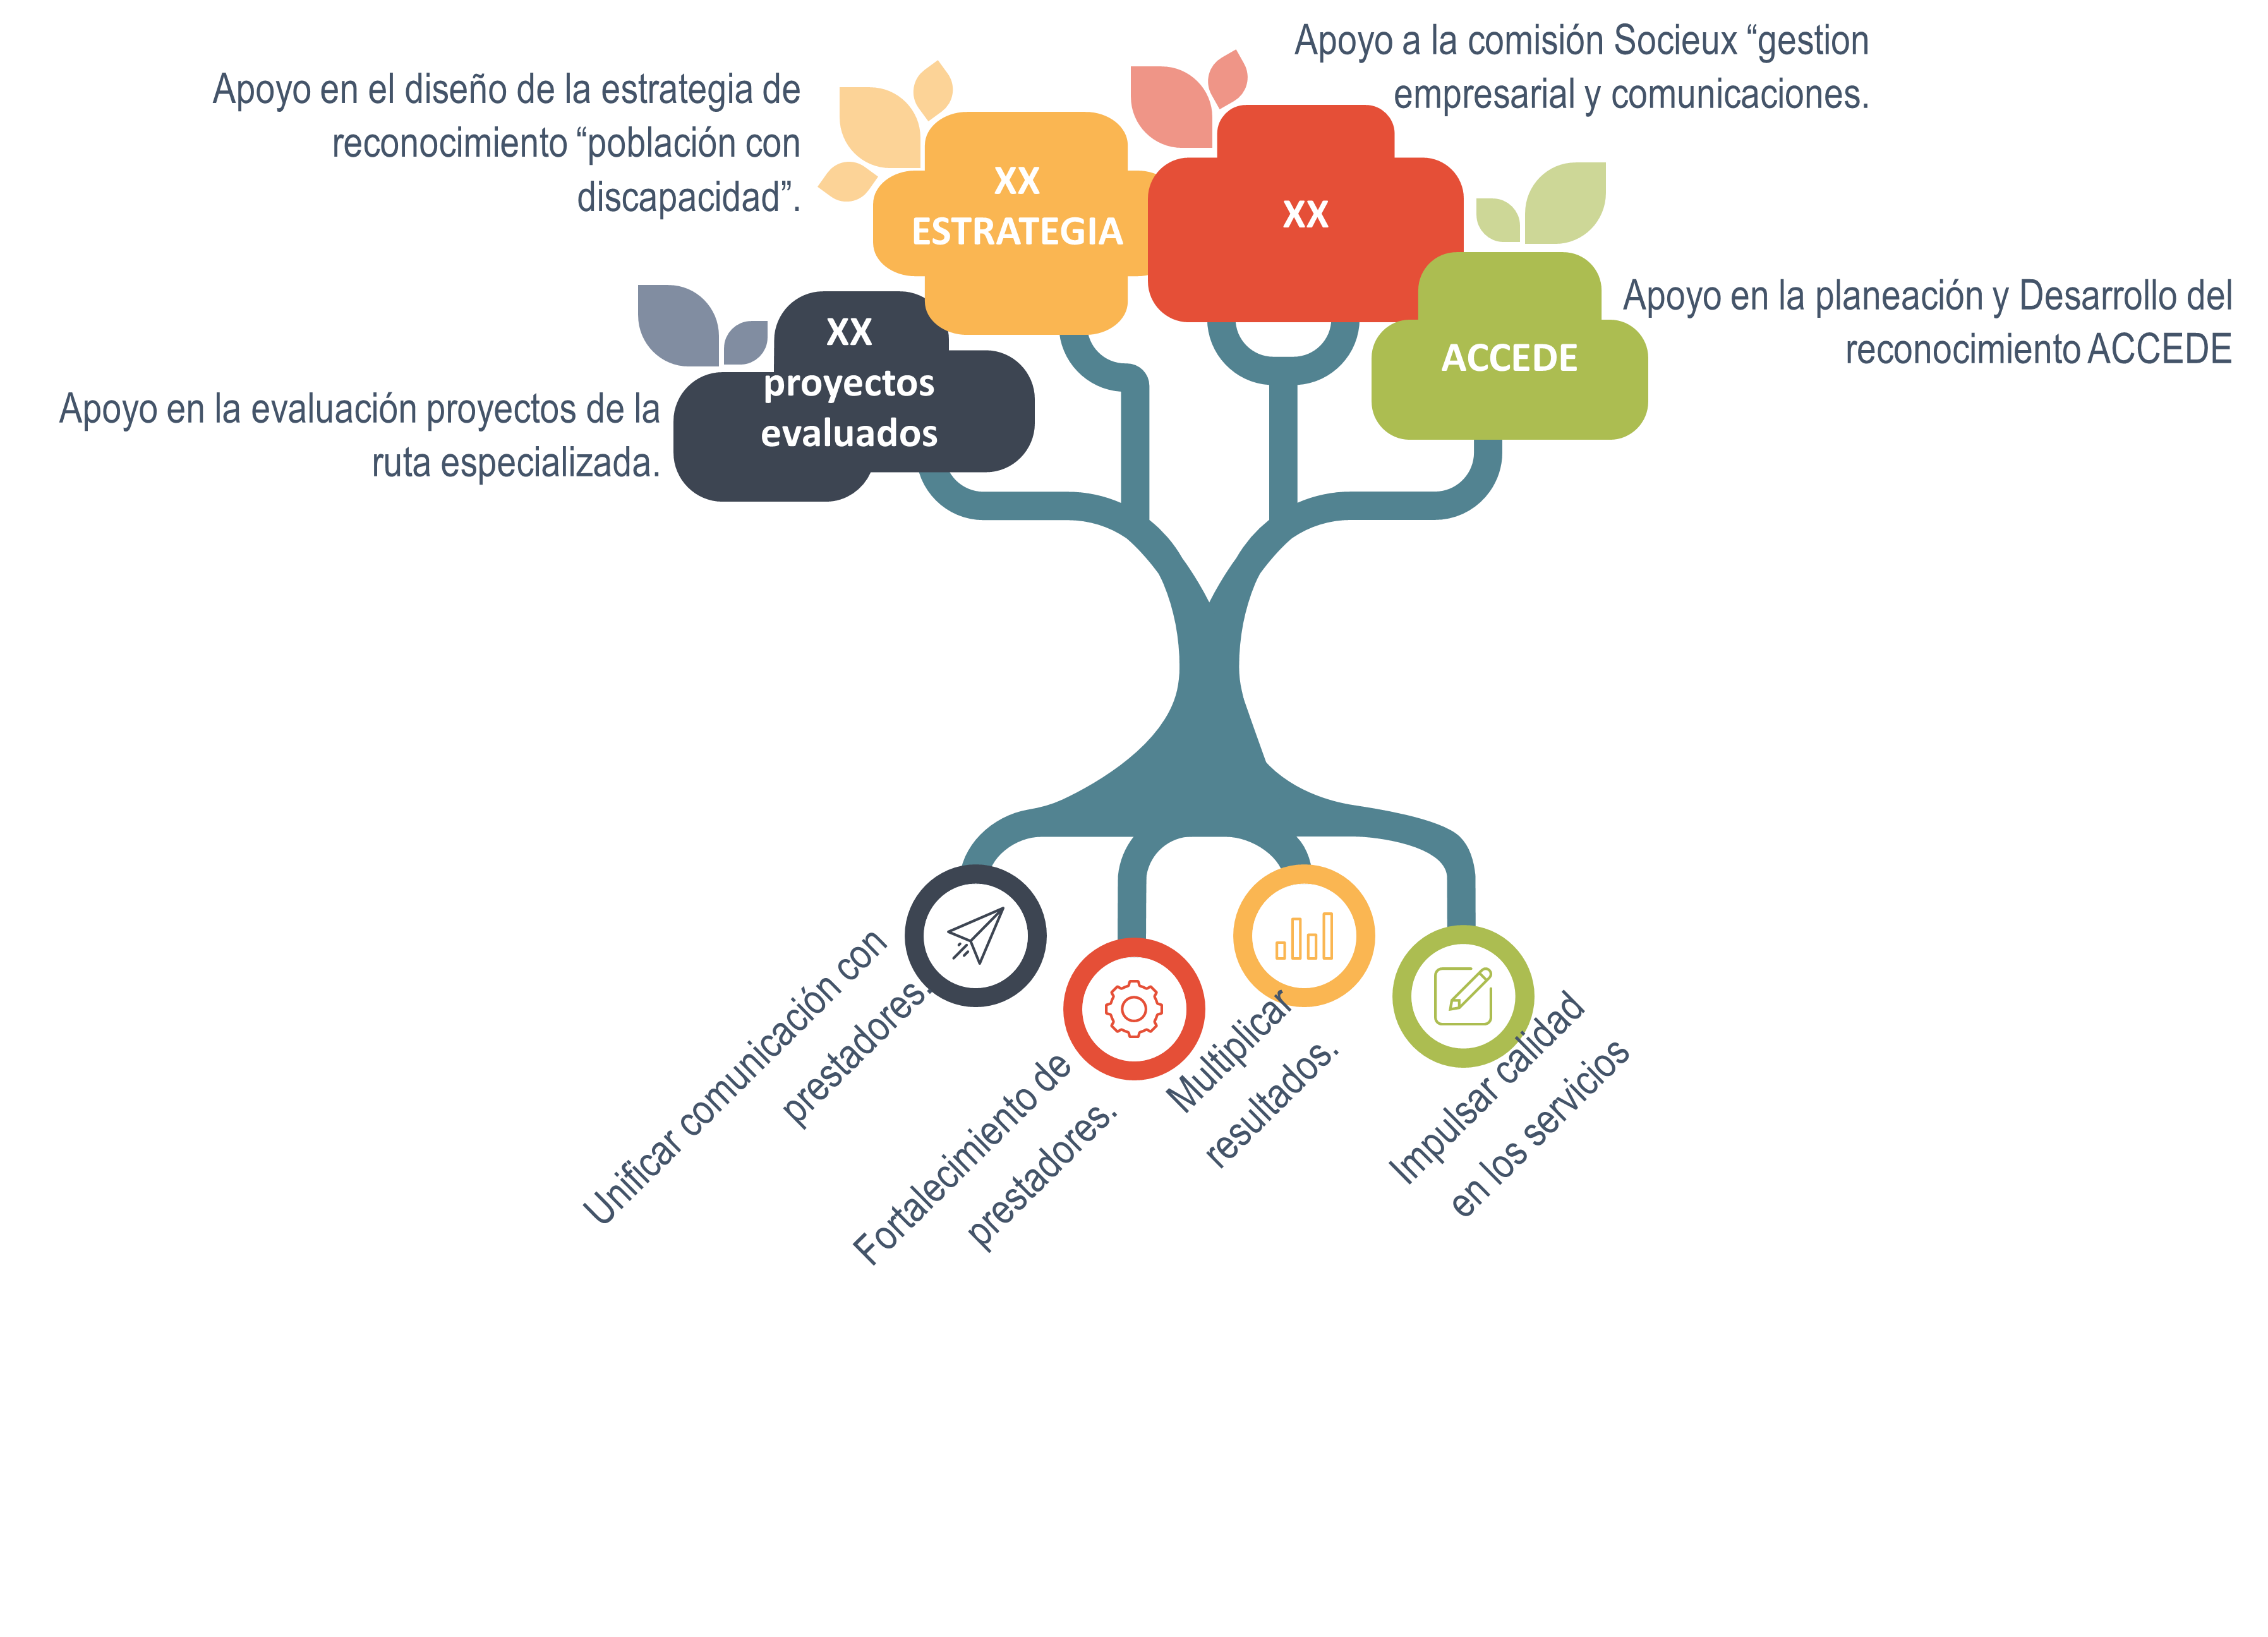 Apoyo en el diseño de la estrategia de
reconocimiento “población con
discapacidad”.
Apoyo a la comisión Socieux “gestion
empresarial y comunicaciones.
XX
ESTRATEGIA
XX
Apoyo en la planeación y Desarrollo del
reconocimiento ACCEDE
ACCEDE
XX
proyectos
evaluados
Apoyo en la evaluación proyectos de la
ruta especializada.
Unificar comunicación con
prestadores.
Fortalecimiento de
prestadores.
Multiplicar
resultados.
Impulsar calidad
en los servicios